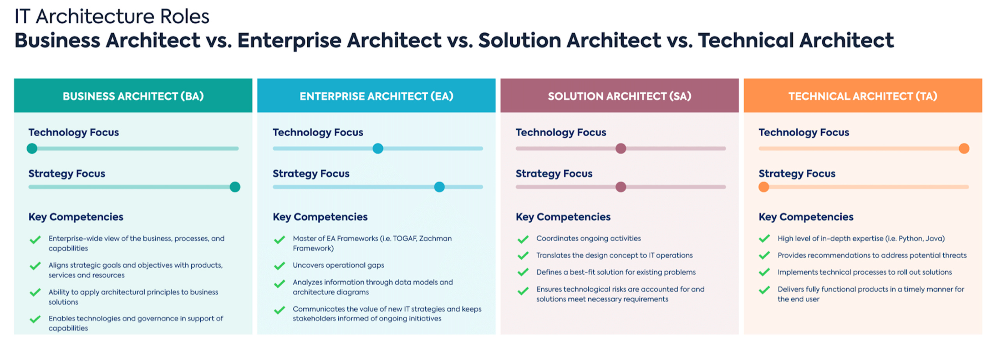 IT Architecture Roles
Business Architect vs. Enterprise Architect vs. Solution Architect vs. Technical Architect
BUSINESS ARCHITECT (BA)
Technology Focus
Strategy Focus
Key Competencies
Enterprise-wide view of the business, processes, and
capabilities
Aligns strategic goals and objectives with products,
services and resources
Ability to apply architectural principles to business
solutions
Enables technologies and governance in support of
capabilities
ENTERPRISE ARCHITECT (EA)
Technology Focus
Strategy Focus
Key Competencies
Master of EA Frameworks (i.e. TOGAF, Zachman
Framework)
Uncovers operational gaps
Analyzes information through data models and
architecture diagrams
Communicates the value of new IT strategies and keeps
stakeholders informed of ongoing initiatives
SOLUTION ARCHITECT (SA)
Technology Focus
Strategy Focus
Key Competencies
Coordinates ongoing activities
Translates the design concept to IT operations
Defines a best-fit solution for existing problems
Ensures technological risks are accounted for and
solutions meet necessary requirements
TECHNICAL ARCHITECT (TA)
Technology Focus
Strategy Focus
Key Competencies
High level of in-depth expertise (i.e. Python, Java)
Provides recommendations to address potential threats
Implements technical processes to roll out solutions
Delivers fully functional products in a timely manner for
the end user